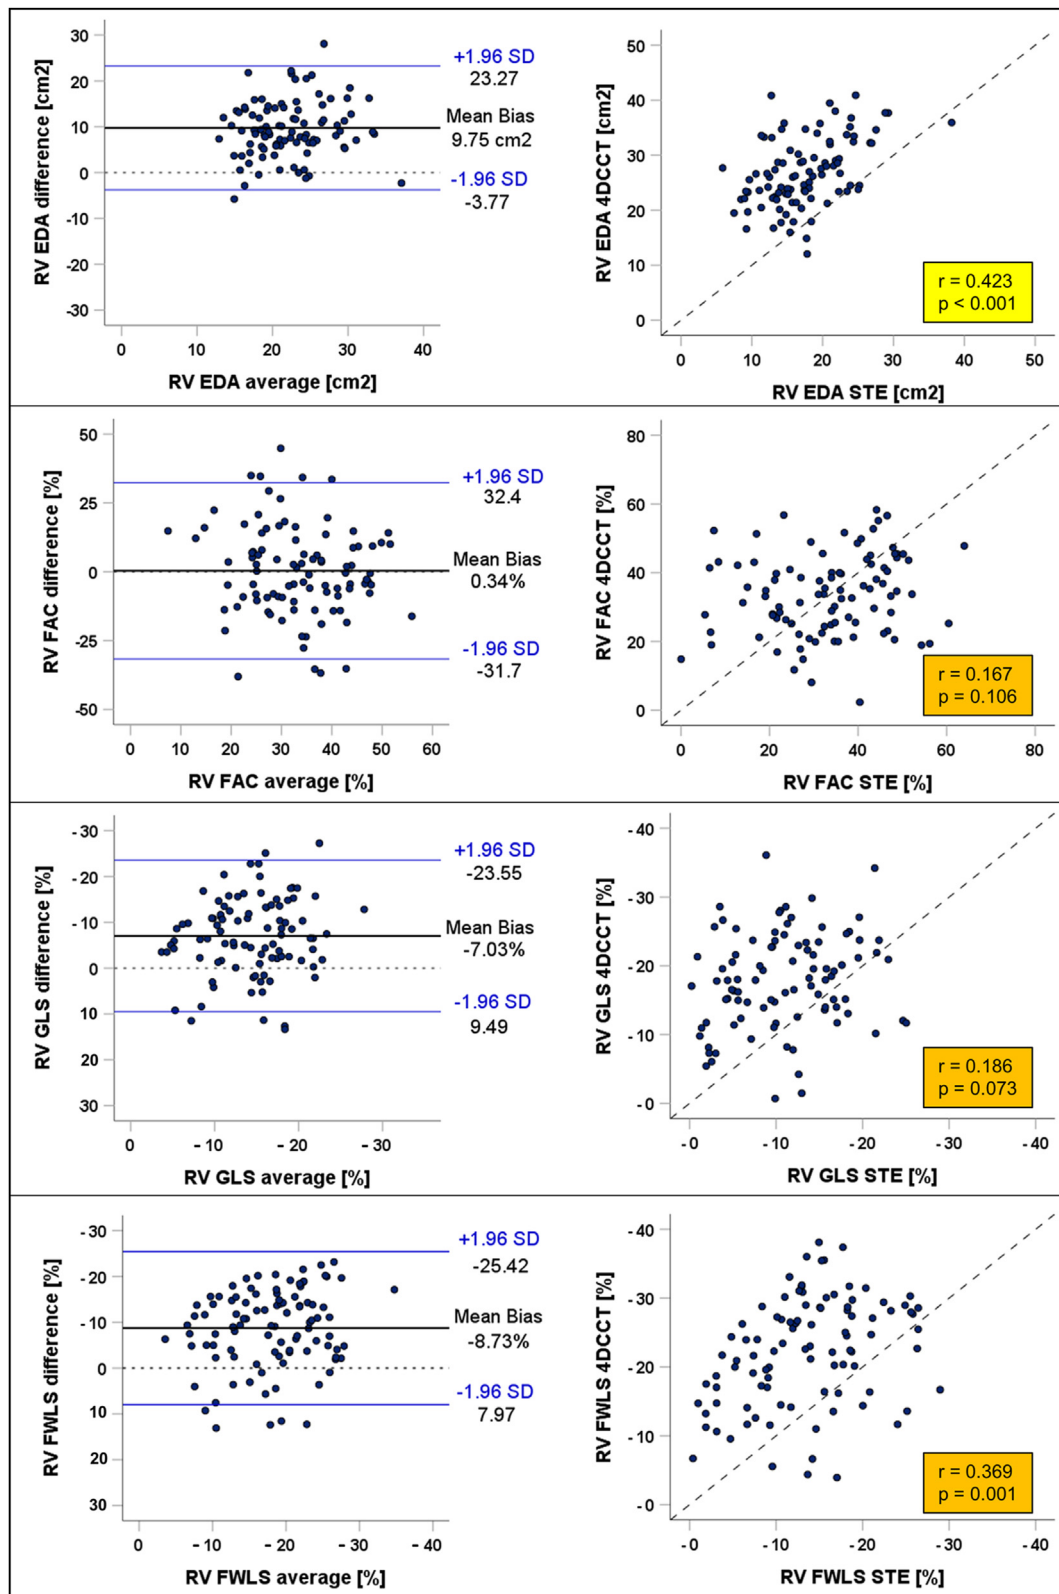 30
20
10
0
-10
-20
-30
RV EDA difference [cm2]
+1.96 SD
23.27
Mean Bias
9.75 cm2
-1.96 SD
-3.77
0 10 20 30 40
RV EDA average [cm2]
50
40
30
20
10
0
RV EDA 4DCCT [cm2]
r = 0.423
p < 0.001
0 10 20 30 40 50
RV EDA STE [cm2]
50
25
0
-25
-50
RV FAC difference [%]
+1.96 SD
32.4
Mean Bias
0.34%
-1.96 SD
-31.7
0 10 20 30 40 50 60
RV FAC average [%]
80
60
40
20
0
RV FAC 4DCCT [%]
r = 0.167
p = 0.106
0 20 40 60 80
RV FAC STE [%]
- 30
- 20
- 10
0
10
20
30
RV GLS difference [%]
+1.96 SD
-23.55
Mean Bias
-7.03%
-1.96 SD
9.49
0 - 10 - 20 - 30
RV GLS average [%]
- 40
- 30
- 20
- 10
- 0
RV GLS 4DCCT [%]
r = 0.186
p = 0.073
- 0 - 10 - 20 - 30 - 40
RV GLS STE [%]
- 30
- 20
- 10
0
10
20
30
RV FWLS difference [%]
+1.96 SD
-25.42
Mean Bias
-8.73%
-1.96 SD
7.97
0 - 10 - 20 - 30 - 40
RV FWLS average [%]
- 40
- 30
- 20
- 10
- 0
RV FWLS 4DCCT [%]
r = 0.369
p = 0.001
- 0 - 10 - 20 - 30 - 40
RV FWLS STE [%]